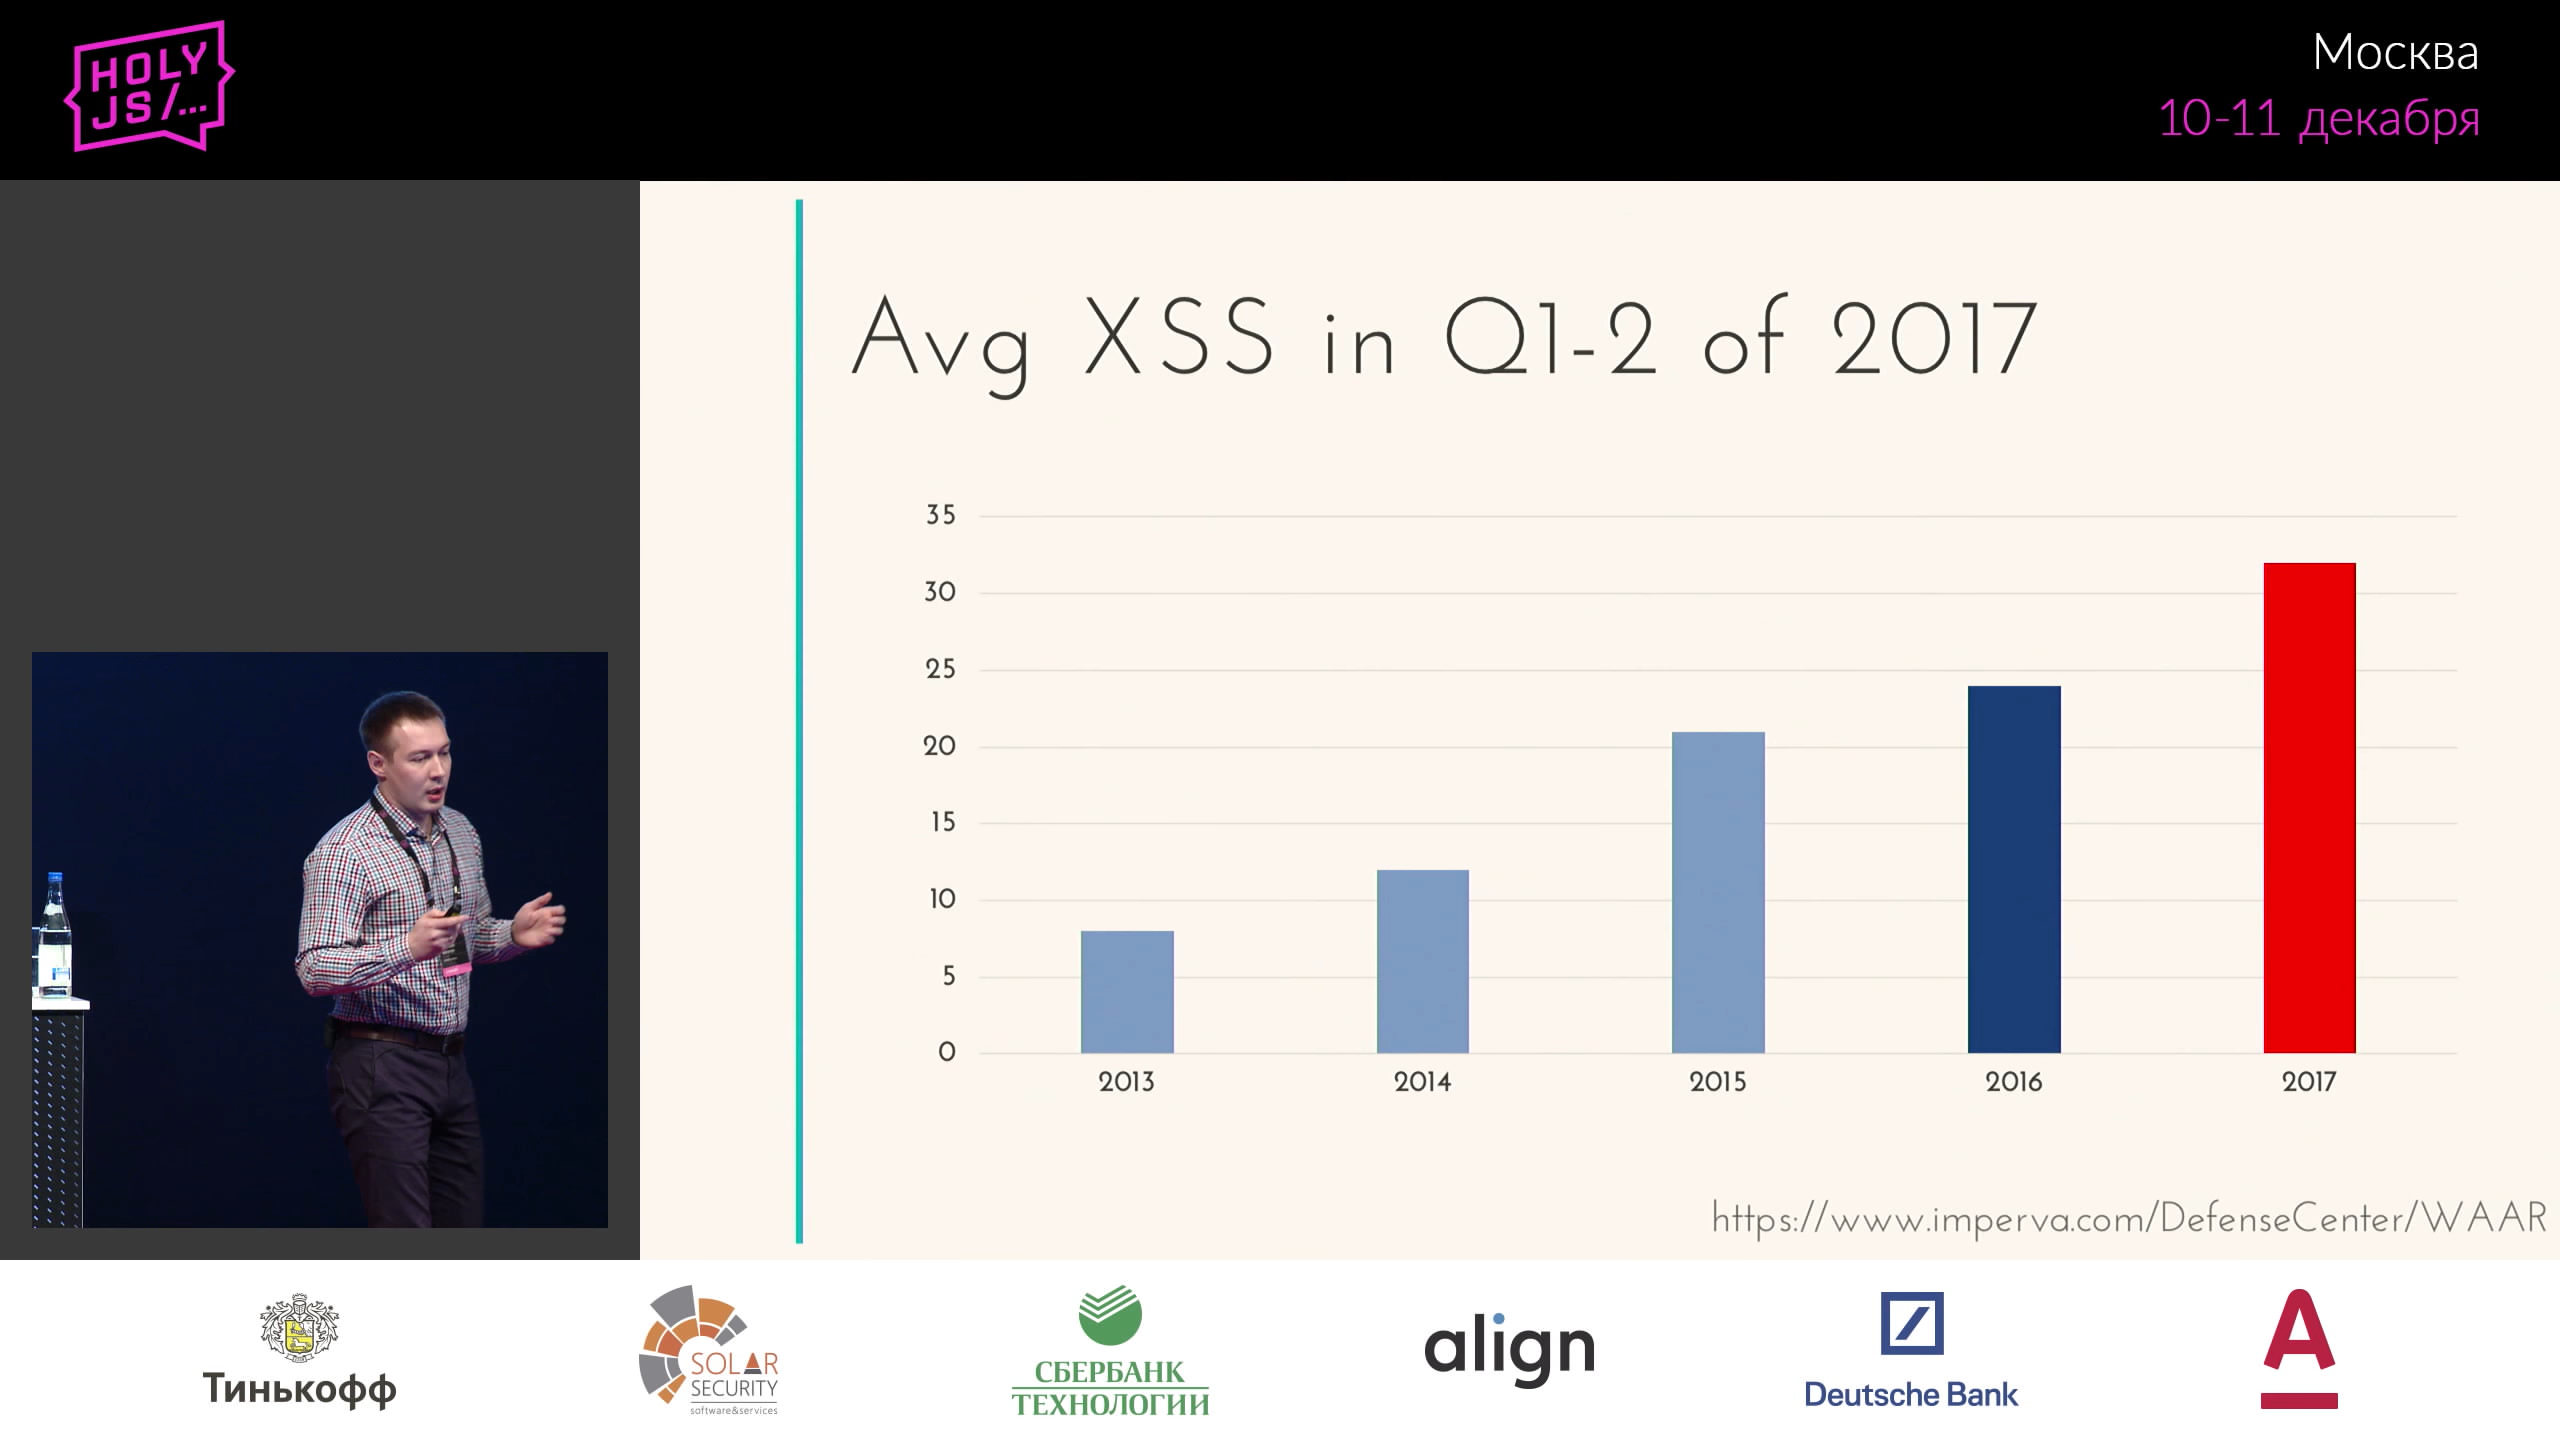 HOLY
JS/...
Москва
10-11 декабря
Avg XSS in Q1-2 of 2017
35
30
25
20
15
10
5
0
2013
2014
2015
2016
2017
https://www.imperva.com/DefenseCenter/WAAR
Тинькофф
SOLAR
SECURITY
software&services
СБЕРБАНК
ТЕХНОЛОГИИ
align
Deutsche Bank
А